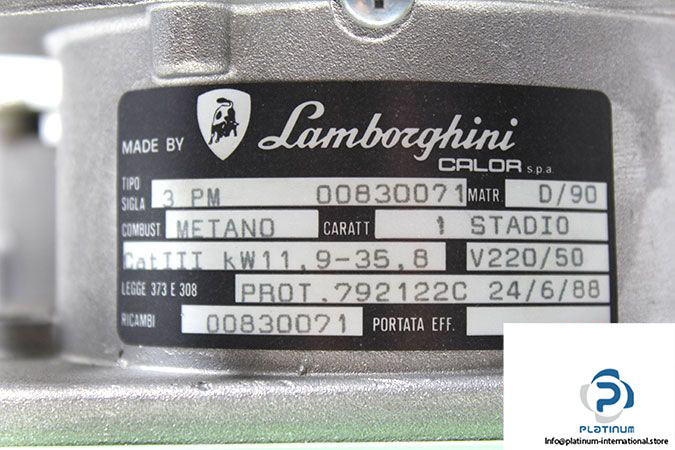 MADE BY Lamborghini
CALOR s.p.a.
TIPO
SIGLA 3 PM 00830071 MATR. D/90
COMBUST METANO CARATT 1 STADIO
CatIII kW11,9-35,8 V220/50
LEGGE 373 E 308 PROT.792122C 24/6/88
RICAMBI 00830071 PORTATA EFF.
PLATINUM
Info@platinum-international.store